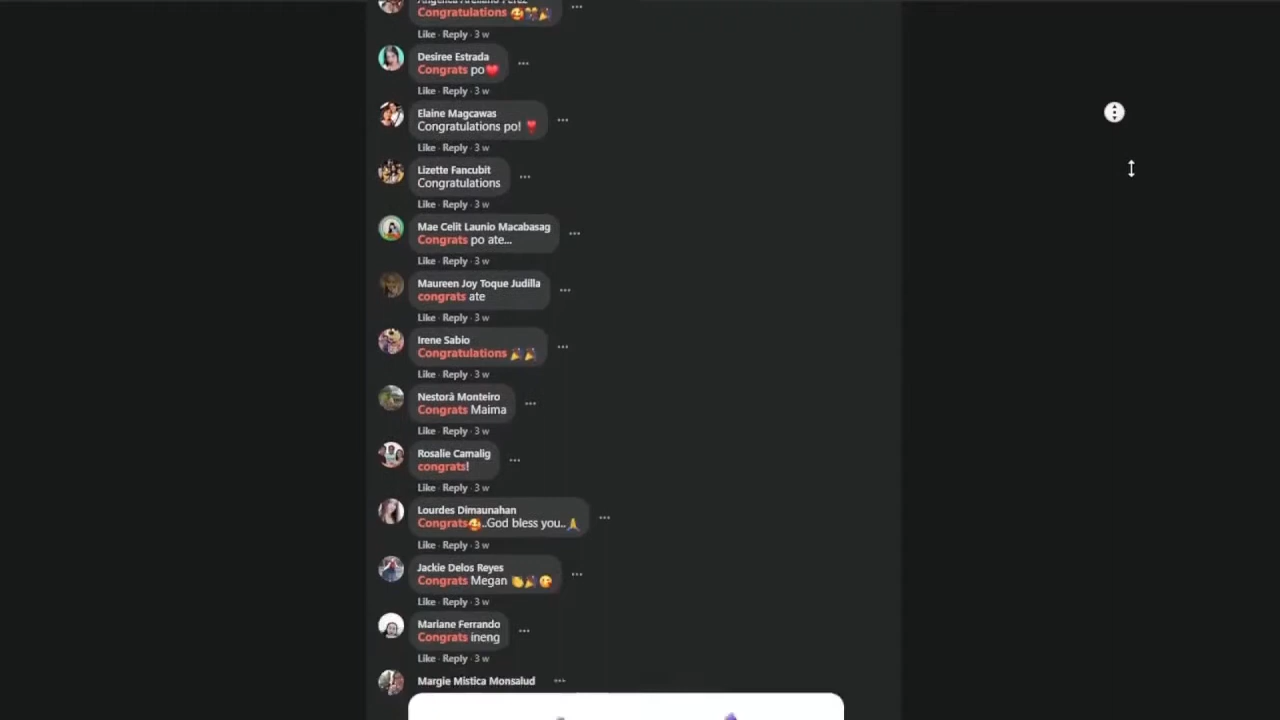 Congratulations
Like · Reply · 3 w
Desiree Estrada
Congrats po❤️
Like · Reply · 3 w
Elaine Magcawas
Congratulations po! ❣️
Like · Reply · 3 w
Lizette Fancubit
Congratulations
Like · Reply · 3 w
Mae Celit Launio Macabasag
Congrats po ate...
Like · Reply · 3 w
Maureen Joy Toque Judilla
congrats ate
Like · Reply · 3 w
Irene Sabio
Congratulations 🎉🎉
Like · Reply · 3 w
Nestorà Monteiro
Congrats Maima
Like · Reply · 3 w
Rosalie Camalig
congrats!
Like · Reply · 3 w
Lourdes Dimaunahan
Congrats🥰..God bless you..🙏
Like · Reply · 3 w
Jackie Delos Reyes
Congrats Megan 👏🎉😘
Like · Reply · 3 w
Mariane Ferrando
Congrats ineng
Like · Reply · 3 w
Margie Mistica Monsalud